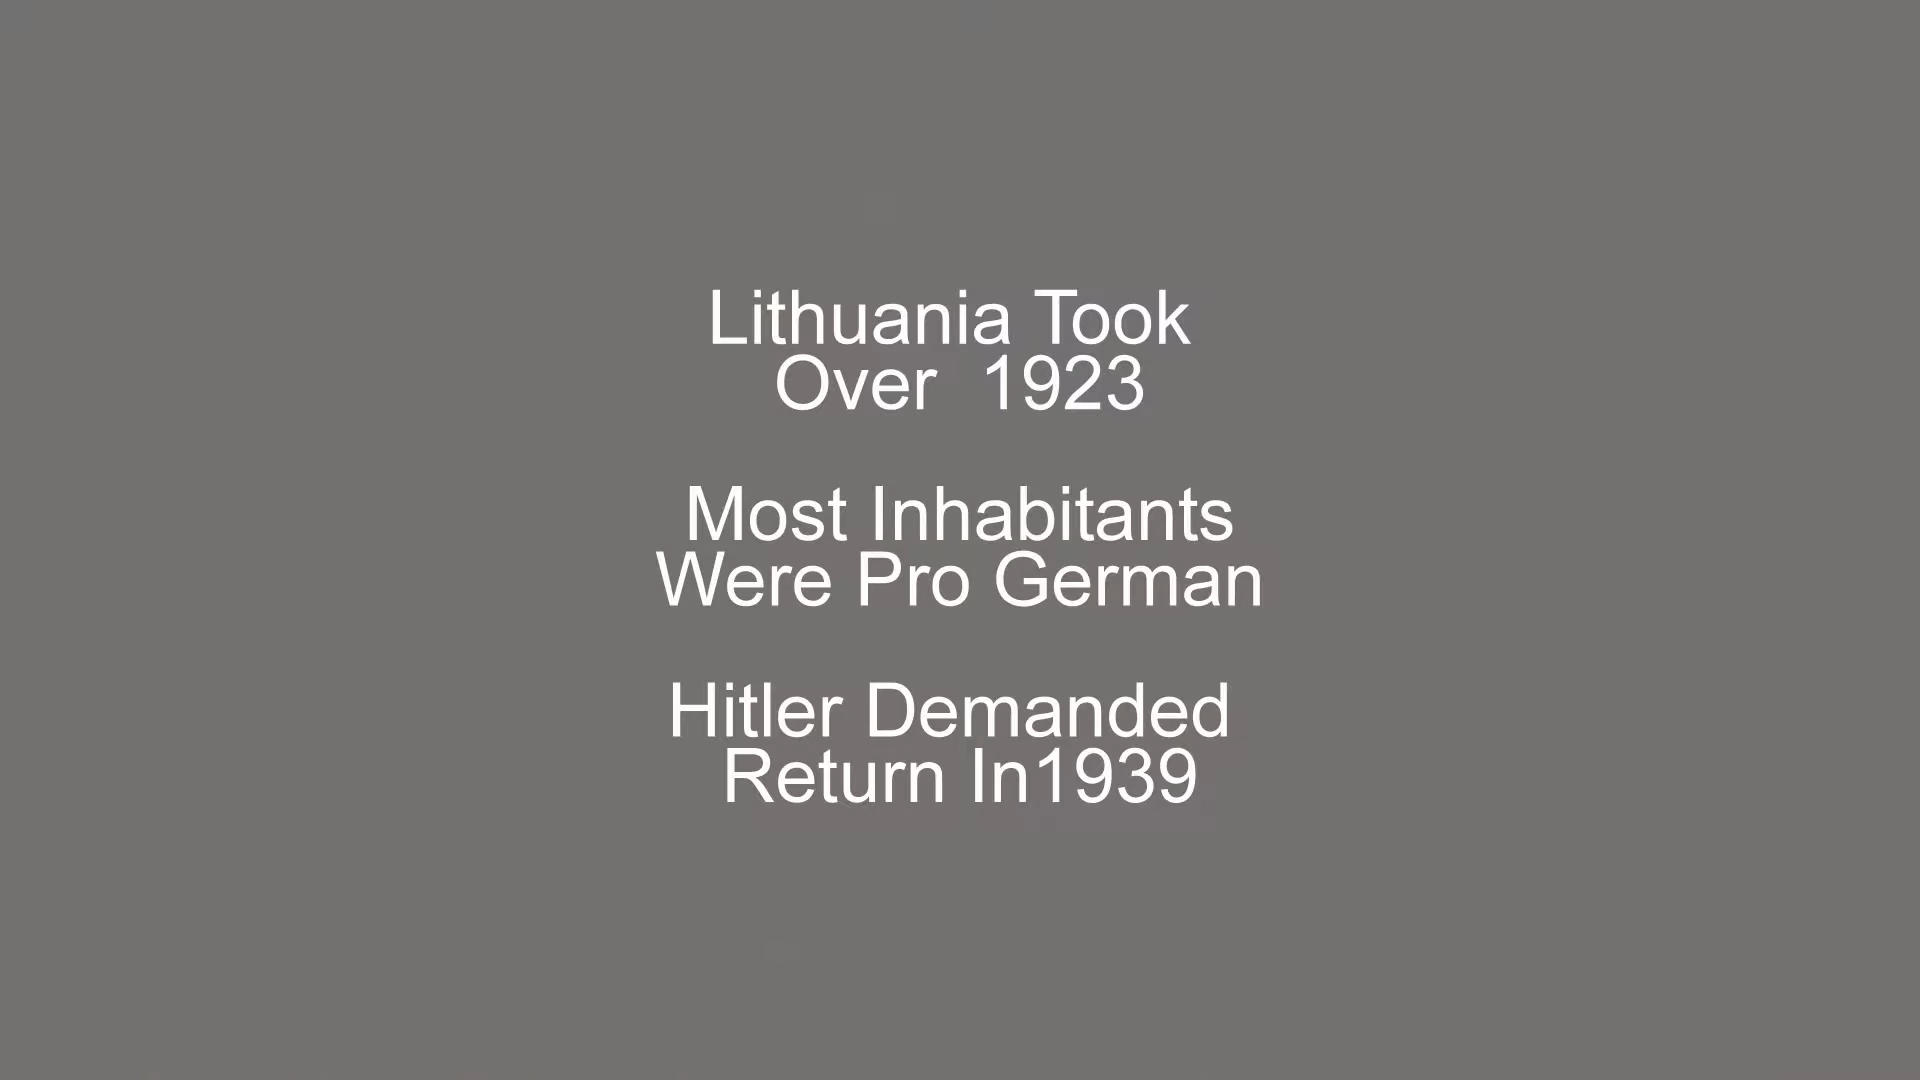 Lithuania Took
Over  1923
Most Inhabitants
Were Pro German
Hitler Demanded
Return In1939